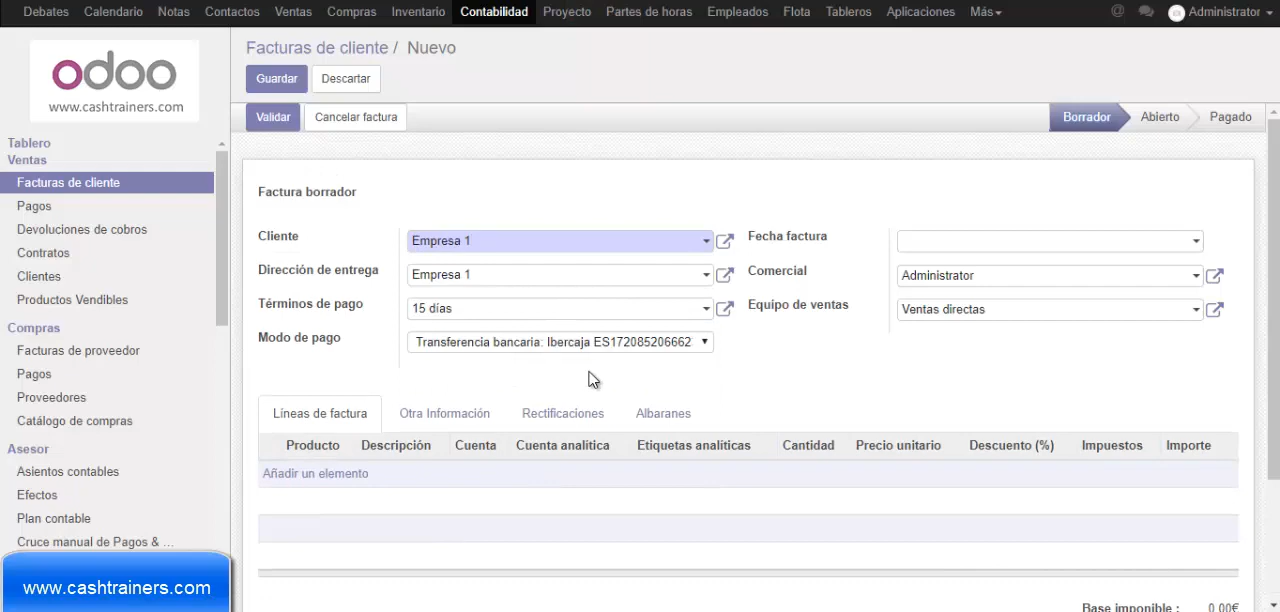 Debates Calendario Notas Contactos Ventas Compras Inventario Contabilidad Proyecto Partes de horas Empleados Flota Tableros Aplicaciones Más @ Administrator
odoo
www.cashtrainers.com
Facturas de cliente / Nuevo
Guardar Descartar
Validar Cancelar factura Borrador Abierto Pagado
Tablero
Ventas
Facturas de cliente
Pagos
Devoluciones de cobros
Contratos
Clientes
Productos Vendibles
Compras
Facturas de proveedor
Pagos
Proveedores
Catálogo de compras
Asesor
Asientos contables
Efectos
Plan contable
Cruce manual de Pagos & ...
www.cashtrainers.com
Factura borrador
Cliente Empresa 1 Fecha factura
Dirección de entrega Empresa 1 Comercial Administrator
Términos de pago 15 días Equipo de ventas Ventas directas
Modo de pago Transferencia bancaria: Ibercaja ES172085206662
Líneas de factura Otra Información Rectificaciones Albaranes
Producto Descripción Cuenta Cuenta analítica Etiquetas analíticas Cantidad Precio unitario Descuento (%) Impuestos Importe
Añadir un elemento
Base imponible : 0.00€